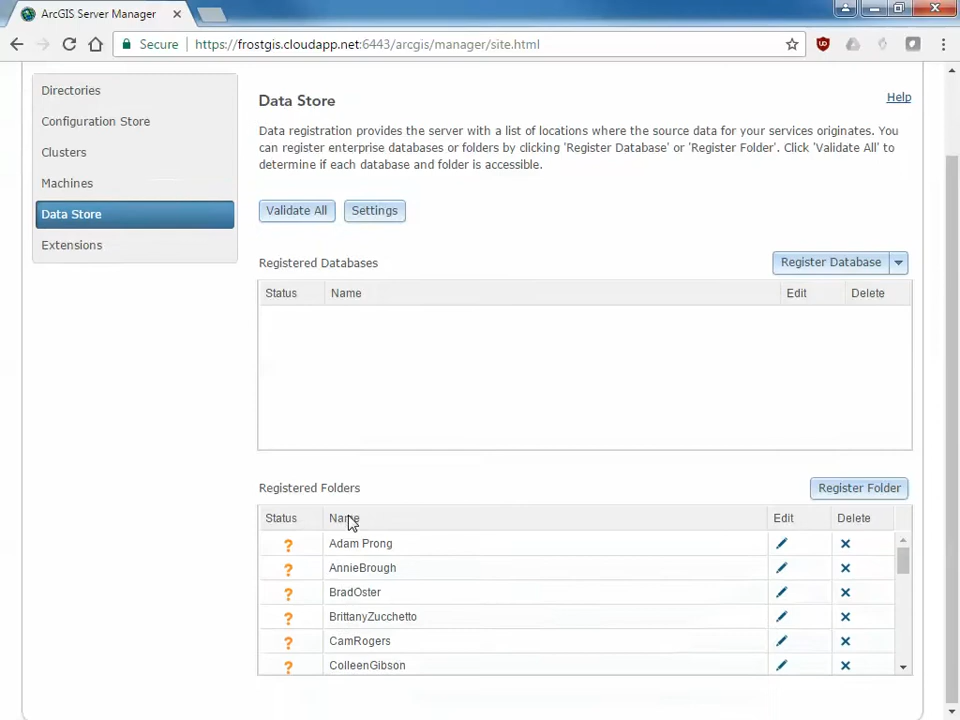 ArcGIS Server Manager
Secure https://frostgis.cloudapp.net:6443/arcgis/manager/site.html
Directories
Configuration Store
Clusters
Machines
Data Store
Extensions
Data Store
Help
Data registration provides the server with a list of locations where the source data for your services originates. You
can register enterprise databases or folders by clicking 'Register Database' or 'Register Folder'. Click 'Validate All' to
determine if each database and folder is accessible.
Validate All Settings
Registered Databases Register Database
Status Name Edit Delete
Registered Folders Register Folder
Status Name Edit Delete
? Adam Prong
? AnnieBrough
? BradOster
? BrittanyZucchetto
? CamRogers
? ColleenGibson